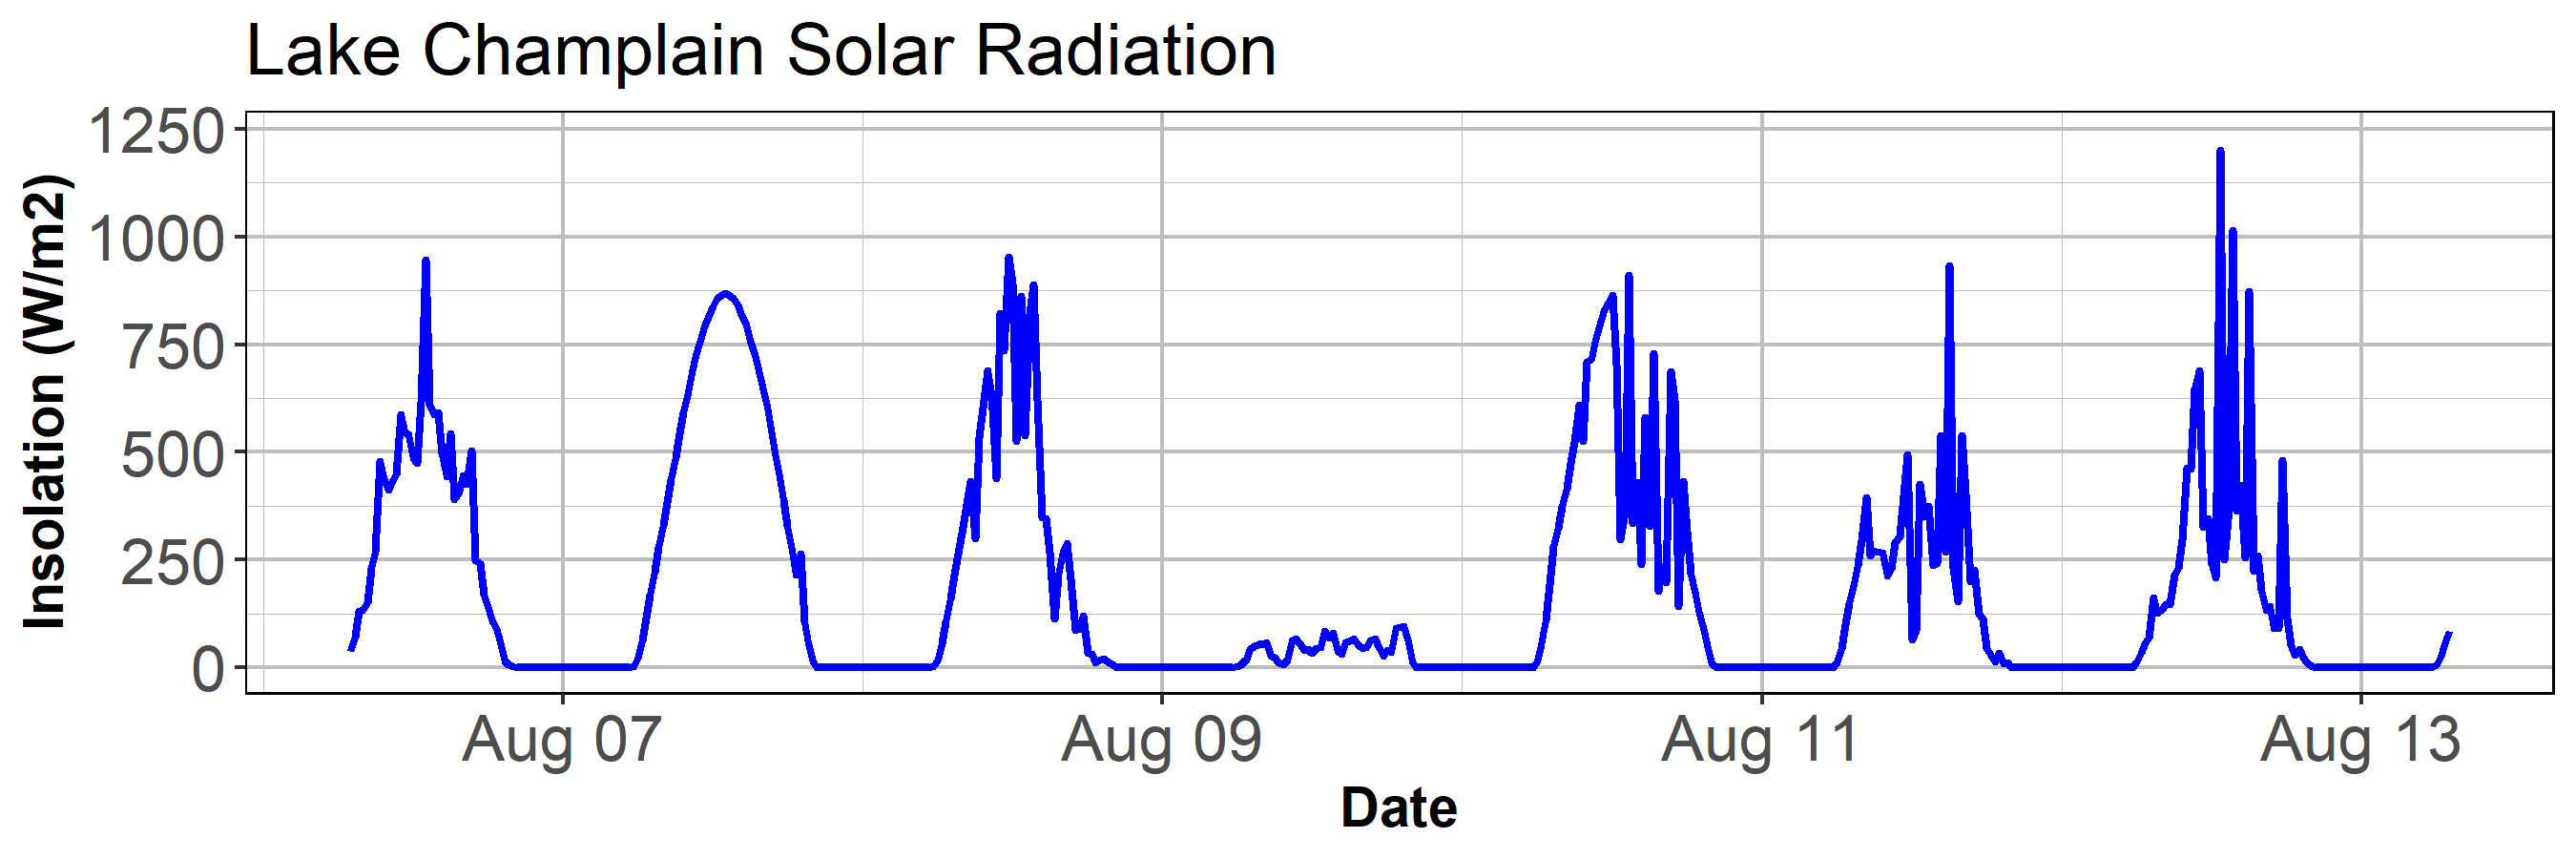 Lake Champlain Solar Radiation
1250
1000
750
500
250
0
Insolation (W/m2)
Aug 07 Aug 09 Aug 11 Aug 13
Date